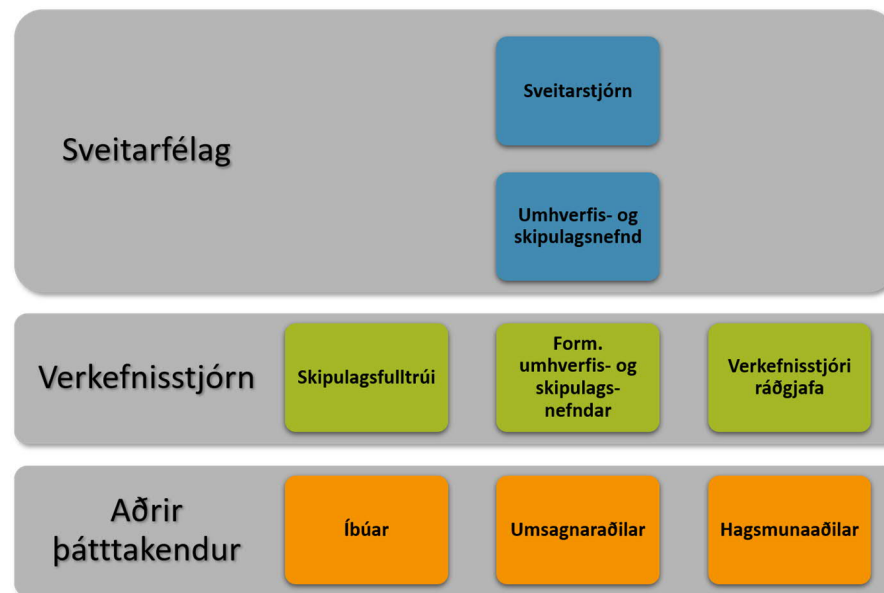 Sveitarfélag
Sveitarstjórn
Umhverfis- og
skipulagsnefnd
Verkefnisstjórn
Skipulagsfulltrúi
Form.
umhverfis- og
skipulags-
nefndar
Verkefnisstjóri
ráðgjafa
Aðrir
þátttakendur
Íbúar
Umsagnaraðilar
Hagsmunaaðilar